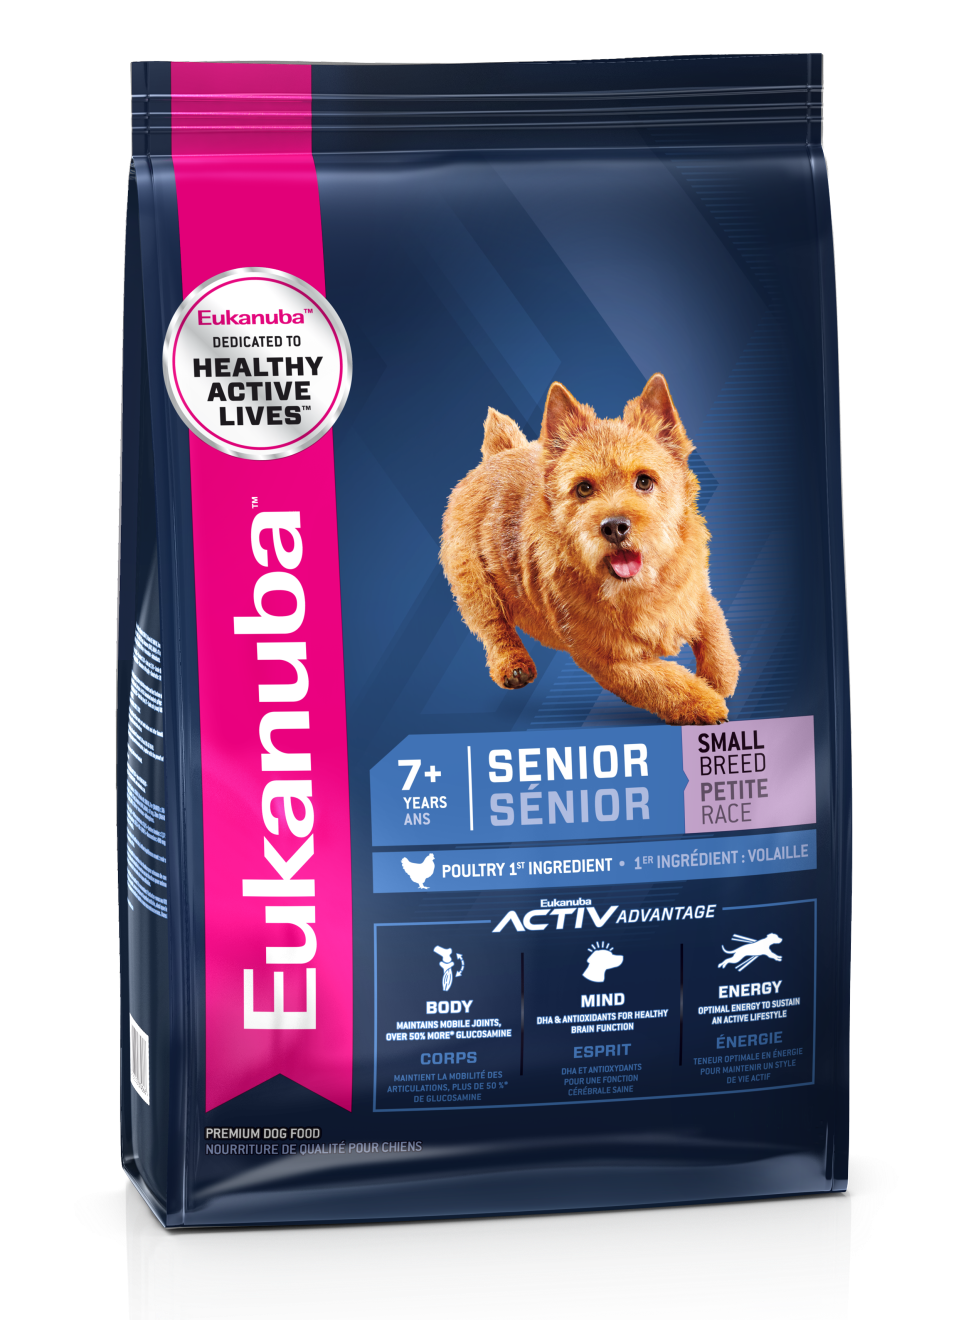 Eukanuba™
DEDICATED TO
HEALTHY
ACTIVE
LIVES™
Eukanuba™
7+
YEARS
ANS
SENIOR
SÉNIOR
SMALL
BREED
PETITE
RACE
POULTRY 1ST INGREDIENT • 1ER INGRÉDIENT : VOLAILLE
Eukanuba
ACTIVADVANTAGE
BODY
MAINTAINS MOBILE JOINTS,
OVER 50% MORE* GLUCOSAMINE
CORPS
MAINTIENT LA MOBILITÉ DES
ARTICULATIONS, PLUS DE 50 %*
DE GLUCOSAMINE
MIND
DHA & ANTIOXIDANTS FOR HEALTHY
BRAIN FUNCTION
ESPRIT
DHA ET ANTIOXYDANTS
POUR UNE FONCTION
CÉRÉBRALE SAINE
ENERGY
OPTIMAL ENERGY TO SUSTAIN
AN ACTIVE LIFESTYLE
ÉNERGIE
TENEUR OPTIMALE EN ÉNERGIE
POUR MAINTENIR UN STYLE
DE VIE ACTIF
PREMIUM DOG FOOD
NOURRITURE DE QUALITÉ POUR CHIENS